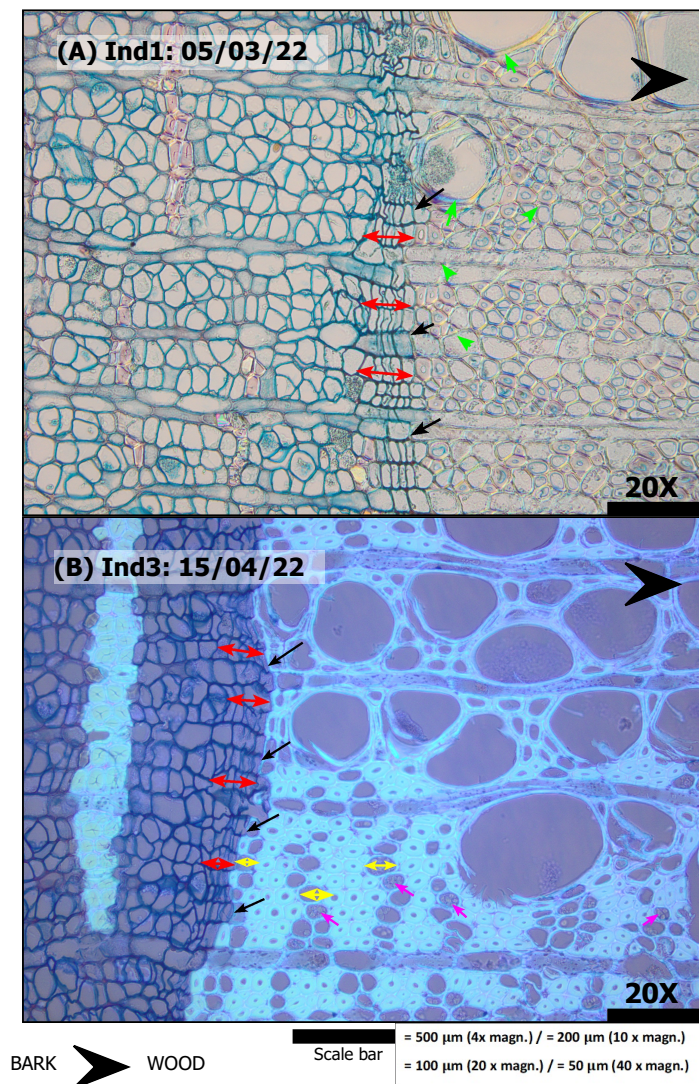 (A) Ind1: 05/03/22
20X
(B) Ind3: 15/04/22
20X
BARK WOOD
Scale bar
= 500 µm (4x magn.) / = 200 µm (10 x magn.)
= 100 µm (20 x magn.) / = 50 µm (40 x magn.)